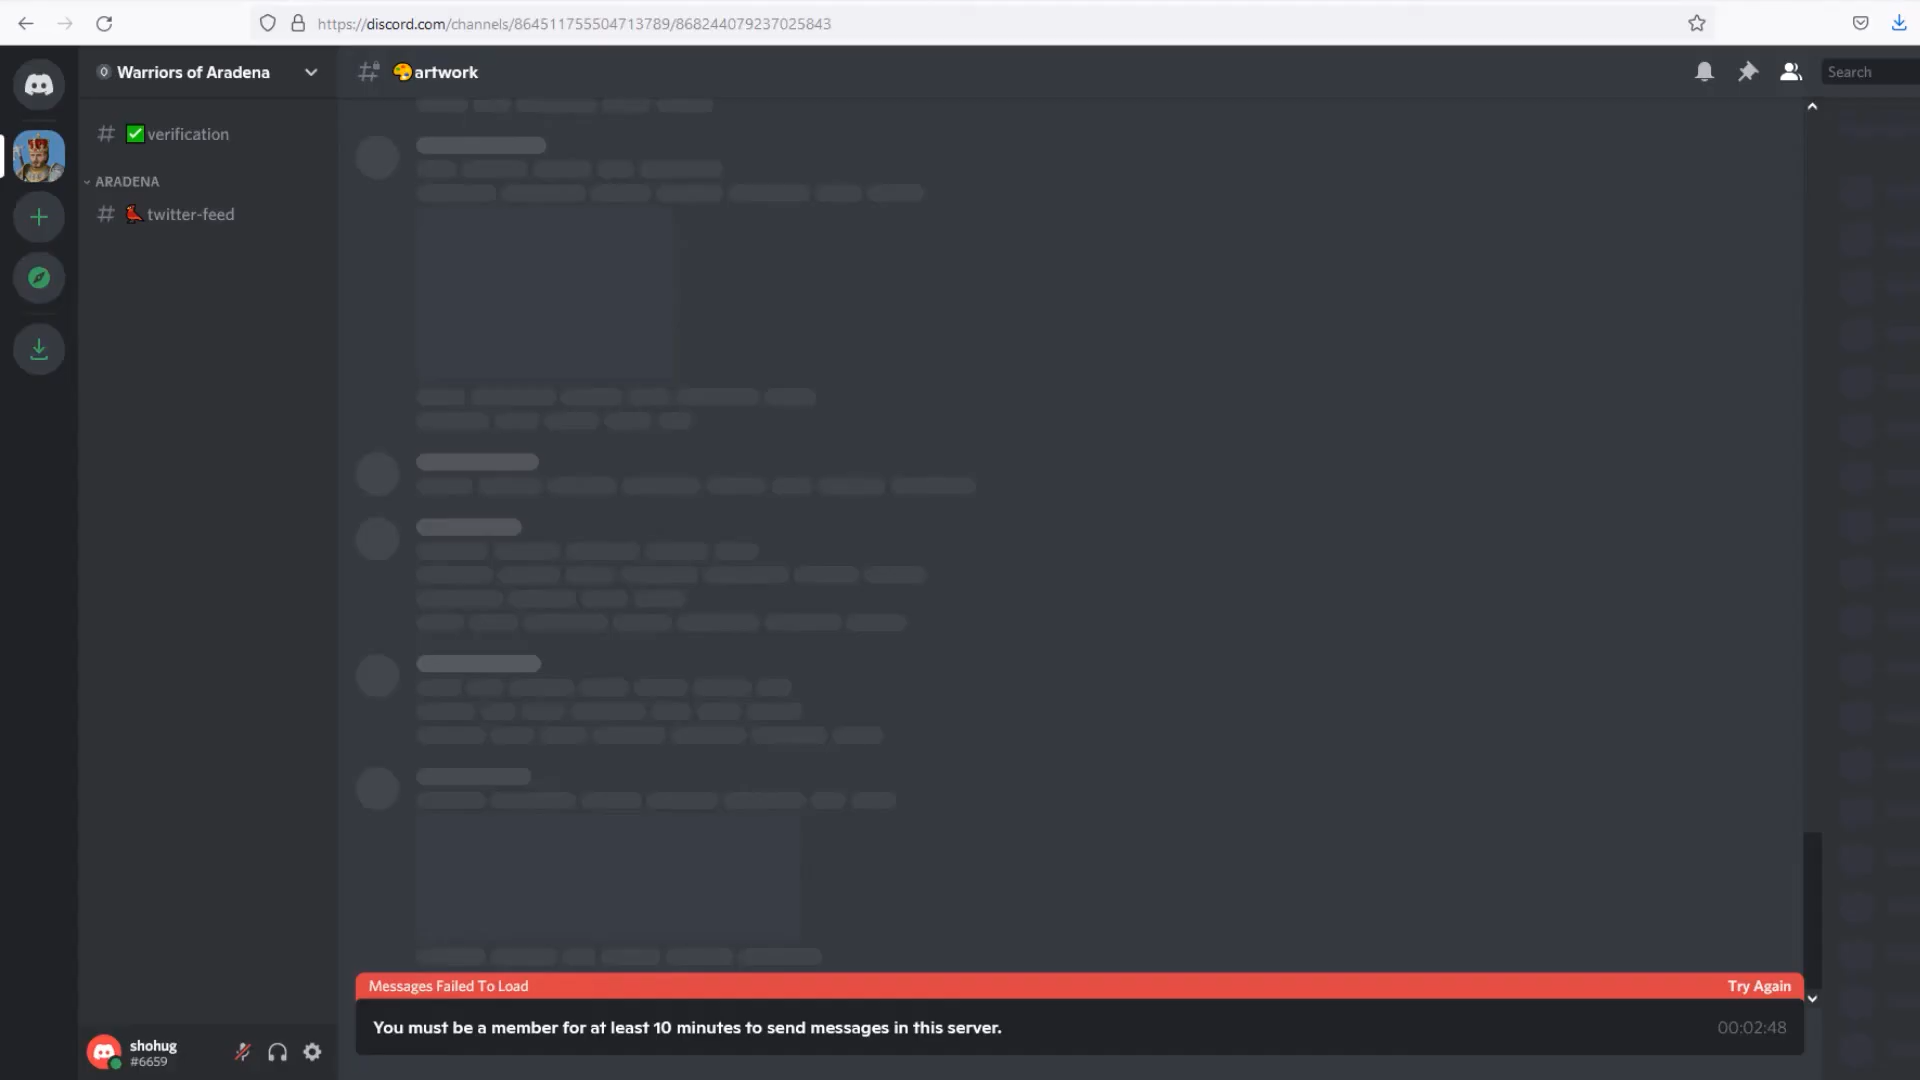 https://discord.com/channels/864511755504713789/868244079237025843
Warriors of Aradena
artwork
Search
verification
ARADENA
twitter-feed
Messages Failed To Load
Try Again
You must be a member for at least 10 minutes to send messages in this server.
00:02:48
shohug
#6659